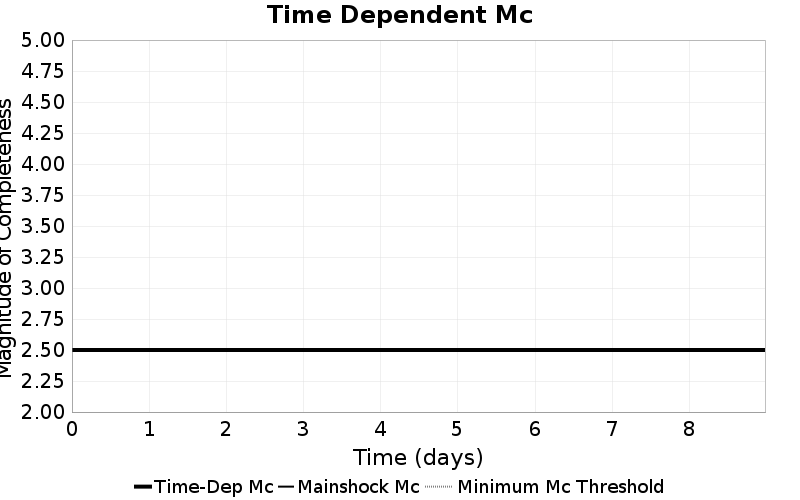 Time Dependent Mc
5.00
4.75
4.50
4.25
4.00
3.75
3.50
3.25
3.00
2.75
2.50
2.25
2.00
Magnitude of Completeness
0 1 2 3 4 5 6 7 8
Time (days)
Time-Dep Mc Mainshock Mc Minimum Mc Threshold